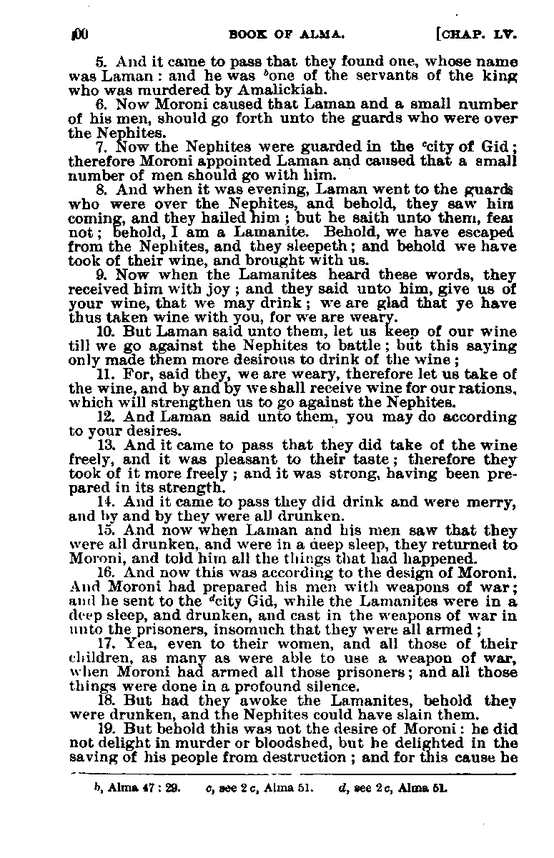 00 BOOK OF ALMA. [CHAP. LV.
5. And it came to pass that they found one, whose name
was Laman : and he was ᵇone of the servants of the king
who was murdered by Amalickiah.
6. Now Moroni caused that Laman and a small number
of his men, should go forth unto the guards who were over
the Nephites.
7. Now the Nephites were guarded in the ᶜcity of Gid ;
therefore Moroni appointed Laman and caused that a small
number of men should go with him.
8. And when it was evening, Laman went to the guards
who were over the Nephites, and behold, they saw him
coming, and they hailed him ; but he saith unto them, fear
not ; behold, I am a Lamanite. Behold, we have escaped
from the Nephites, and they sleepeth ; and behold we have
took of their wine, and brought with us.
9. Now when the Lamanites heard these words, they
received him with joy ; and they said unto him, give us of
your wine, that we may drink ; we are glad that ye have
thus taken wine with you, for we are weary.
10. But Laman said unto them, let us keep of our wine
till we go against the Nephites to battle ; but this saying
only made them more desirous to drink of the wine ;
11. For, said they, we are weary, therefore let us take of
the wine, and by and by we shall receive wine for our rations,
which will strengthen us to go against the Nephites.
12. And Laman said unto them, you may do according
to your desires.
13. And it came to pass that they did take of the wine
freely, and it was pleasant to their taste ; therefore they
took of it more freely ; and it was strong, having been pre-
pared in its strength.
14. And it came to pass they did drink and were merry,
and by and by they were all drunken.
15. And now when Laman and his men saw that they
were all drunken, and were in a deep sleep, they returned to
Moroni, and told him all the things that had happened.
16. And now this was according to the design of Moroni.
And Moroni had prepared his men with weapons of war ;
and he sent to the ᵈcity Gid, while the Lamanites were in a
deep sleep, and drunken, and cast in the weapons of war in
unto the prisoners, insomuch that they were all armed ;
17. Yea, even to their women, and all those of their
children, as many as were able to use a weapon of war,
when Moroni had armed all those prisoners ; and all those
things were done in a profound silence.
18. But had they awoke the Lamanites, behold they
were drunken, and the Nephites could have slain them.
19. But behold this was not the desire of Moroni : he did
not delight in murder or bloodshed, but he delighted in the
saving of his people from destruction ; and for this cause he
b, Alma 47 : 29. c, see 2 c, Alma 51. d, see 2 c, Alma 51.